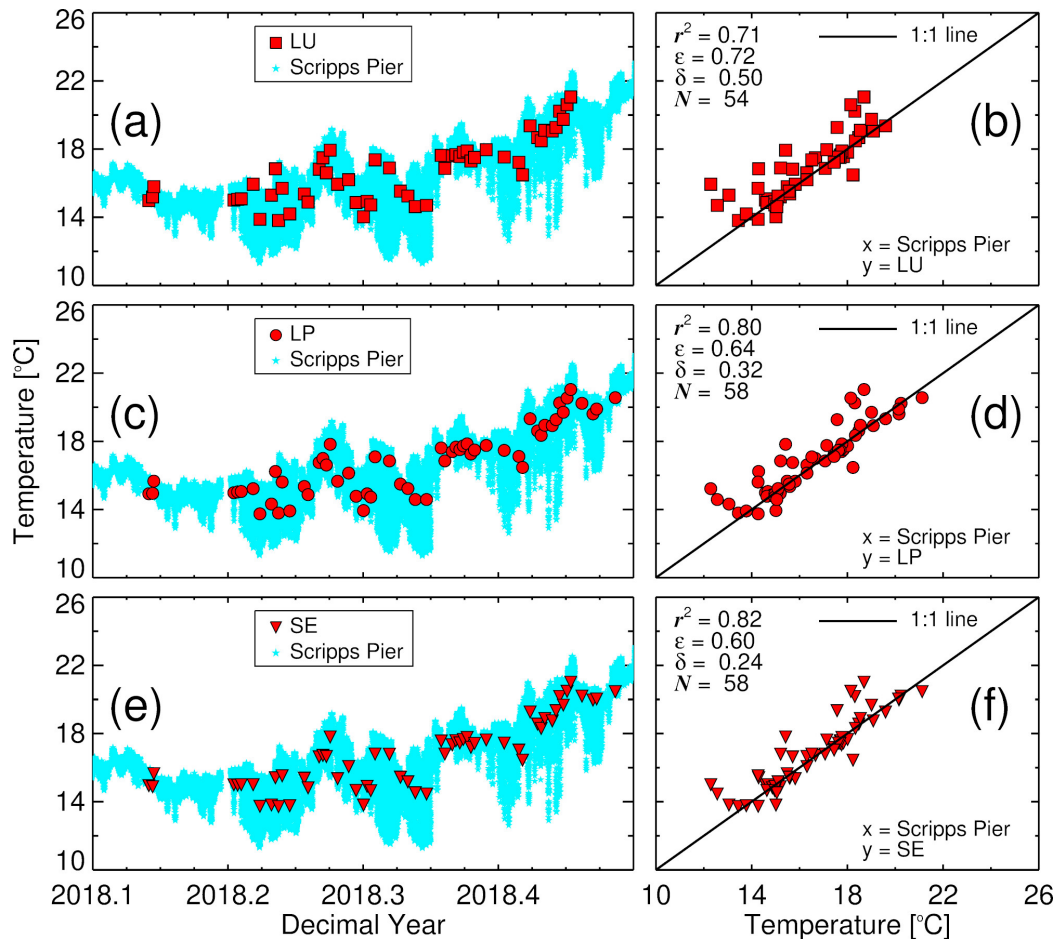 26
22
18
14
10
LU
Scripps Pier
(a)
r² = 0.71
ε = 0.72
δ = 0.50
N = 54
1:1 line
(b)
x = Scripps Pier
y = LU
Temperature [°C]
26
22
18
14
10
LP
Scripps Pier
(c)
r² = 0.80
ε = 0.64
δ = 0.32
N = 58
1:1 line
(d)
x = Scripps Pier
y = LP
26
22
18
14
10
SE
Scripps Pier
(e)
r² = 0.82
ε = 0.60
δ = 0.24
N = 58
1:1 line
(f)
x = Scripps Pier
y = SE
2018.1 2018.2 2018.3 2018.4
Decimal Year
10 14 18 22 26
Temperature [°C]